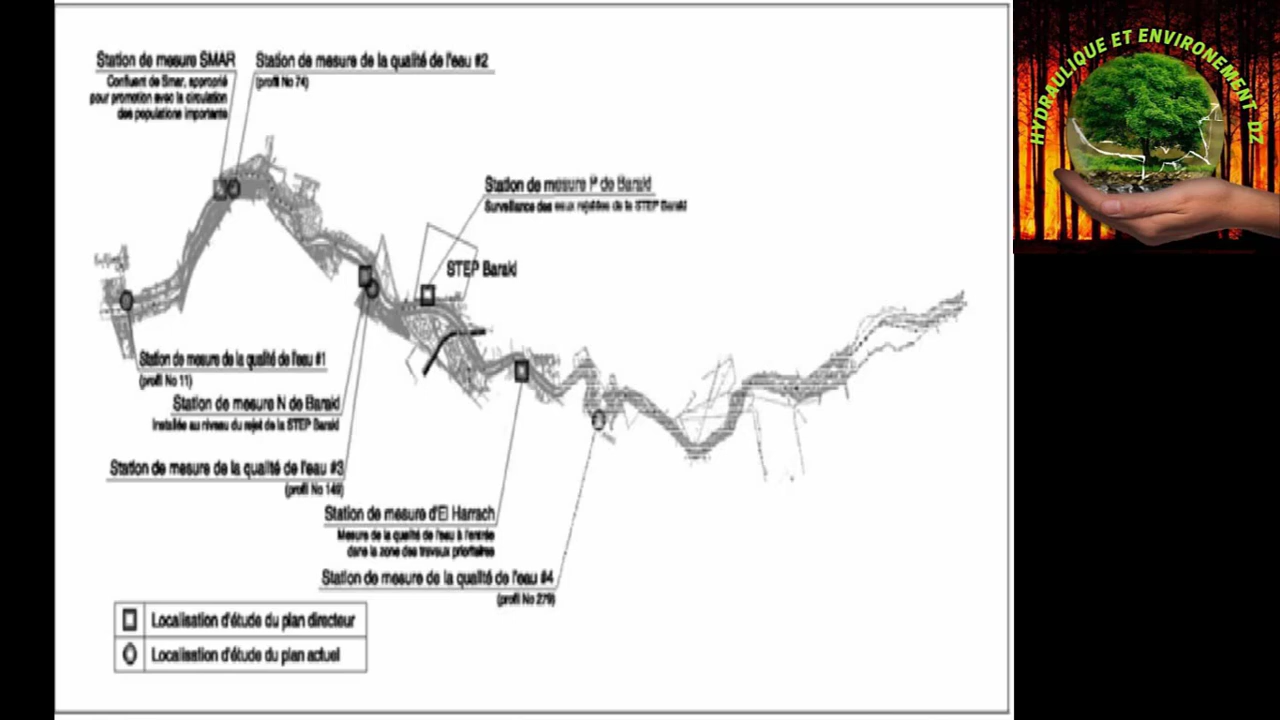 Station de mesure SMAR
Confluent de Smar, approprié
pour promotion avec la circulation
des populations importante
Station de mesure de la qualité de l'eau #2
(profil No 74)
Station de mesure P de Baraki
Surveillance des eaux rejetées de la STEP Baraki
STEP Baraki
Station de mesure de la qualité de l'eau #1
(profil No 11)
Station de mesure N de Baraki
Installée au niveau du rejet de la STEP Baraki
Station de mesure de la qualité de l'eau #3
(profil No 149)
Station de mesure d'El Harrach
Mesure de la qualité de l'eau à l'entrée
dans la zone des travaux prioritaires
Station de mesure de la qualité de l'eau #4
(profil No 279)
Localisation d'étude du plan directeur
Localisation d'étude du plan actuel
HYDRAULIQUE ET ENVIRONEMENT DZ